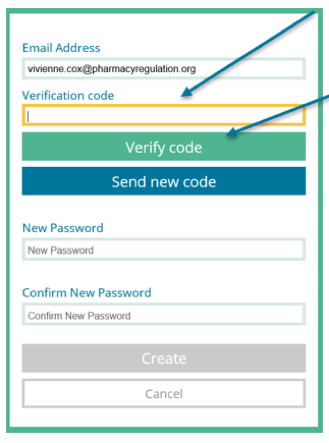 Email Address
vivienne.cox@pharmacyregulation.org
Verification code
Verify code
Send new code
New Password
New Password
Confirm New Password
Confirm New Password
Create
Cancel